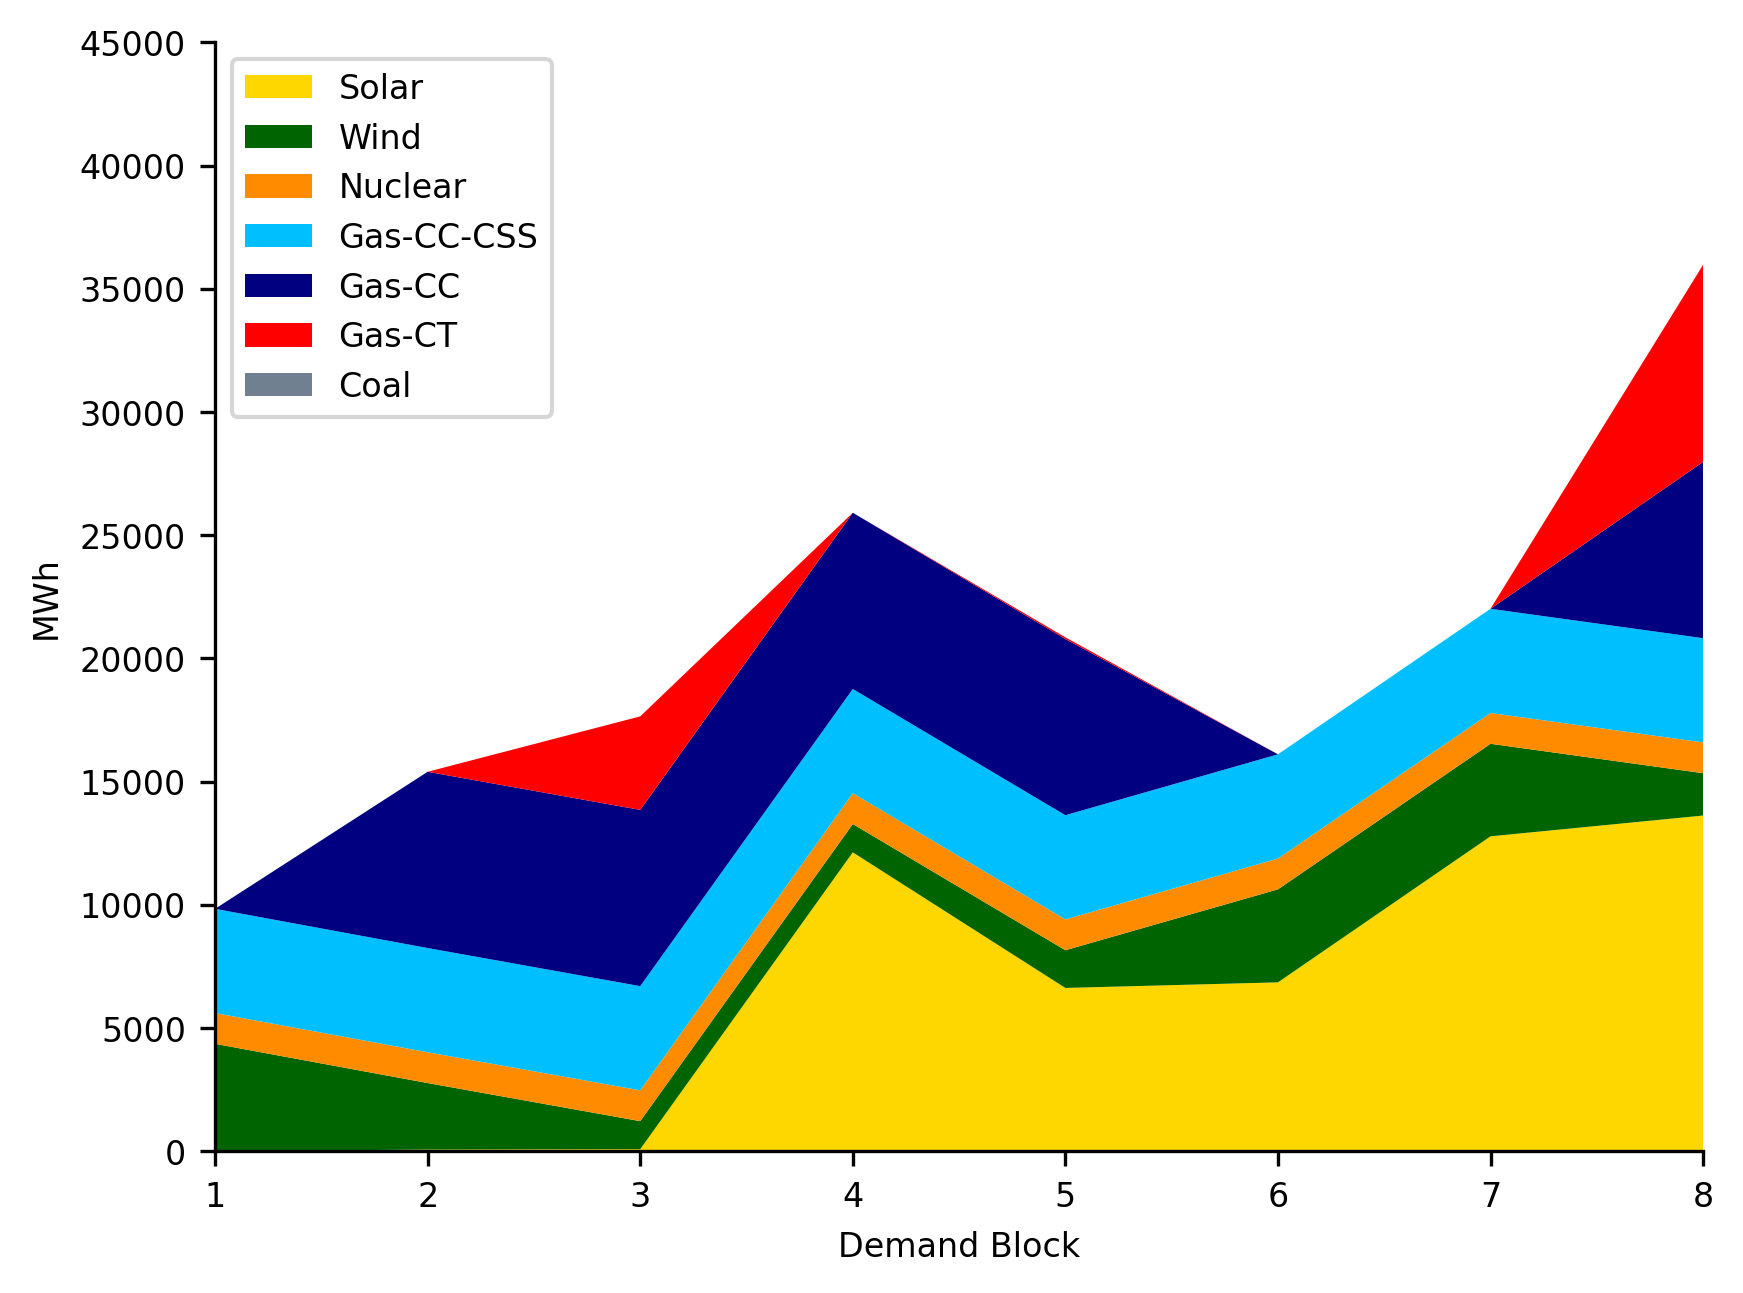 45000
40000
35000
30000
25000
20000
15000
10000
5000
0
MWh
Solar
Wind
Nuclear
Gas-CC-CSS
Gas-CC
Gas-CT
Coal
1 2 3 4 5 6 7 8
Demand Block